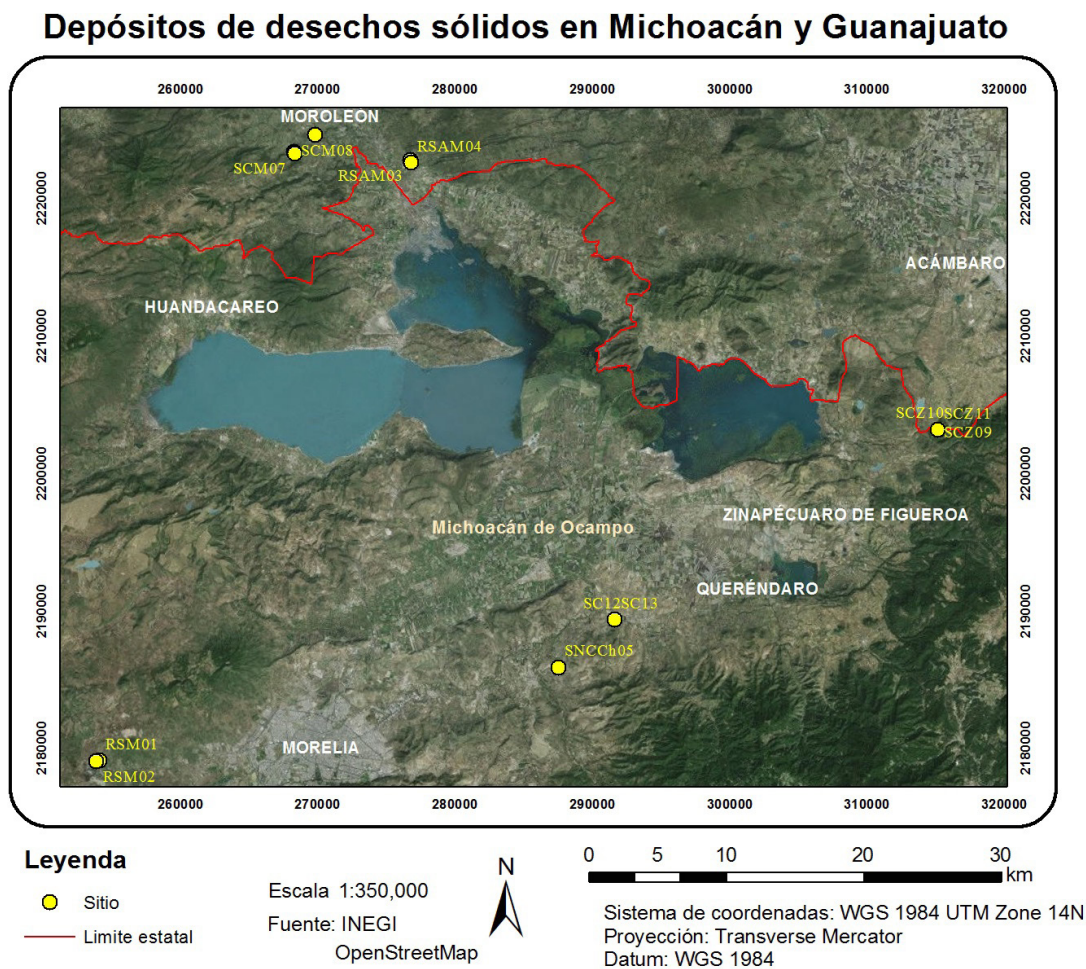 Depósitos de desechos sólidos en Michoacán y Guanajuato
260000 270000 280000 290000 300000 310000 320000
MOROLEÓN
SCM08
SCM07
RSAM04
RSAM03
2220000
2220000
ACÁMBARO
HUANDACAREO
2210000
2210000
SCZ10SCZ11
SCZ09
2200000
2200000
ZINAPÉCUARO DE FIGUEROA
Michoacán de Ocampo
QUERÉNDARO
SC12SC13
2190000
2190000
SNCCh05
RSM01
MORELIA
RSM02
2180000
2180000
260000 270000 280000 290000 300000 310000 320000
Leyenda
Sitio
Limite estatal
Escala 1:350,000
Fuente: INEGI
OpenStreetMap
N
0 5 10 20 30
km
Sistema de coordenadas: WGS 1984 UTM Zone 14N
Proyección: Transverse Mercator
Datum: WGS 1984